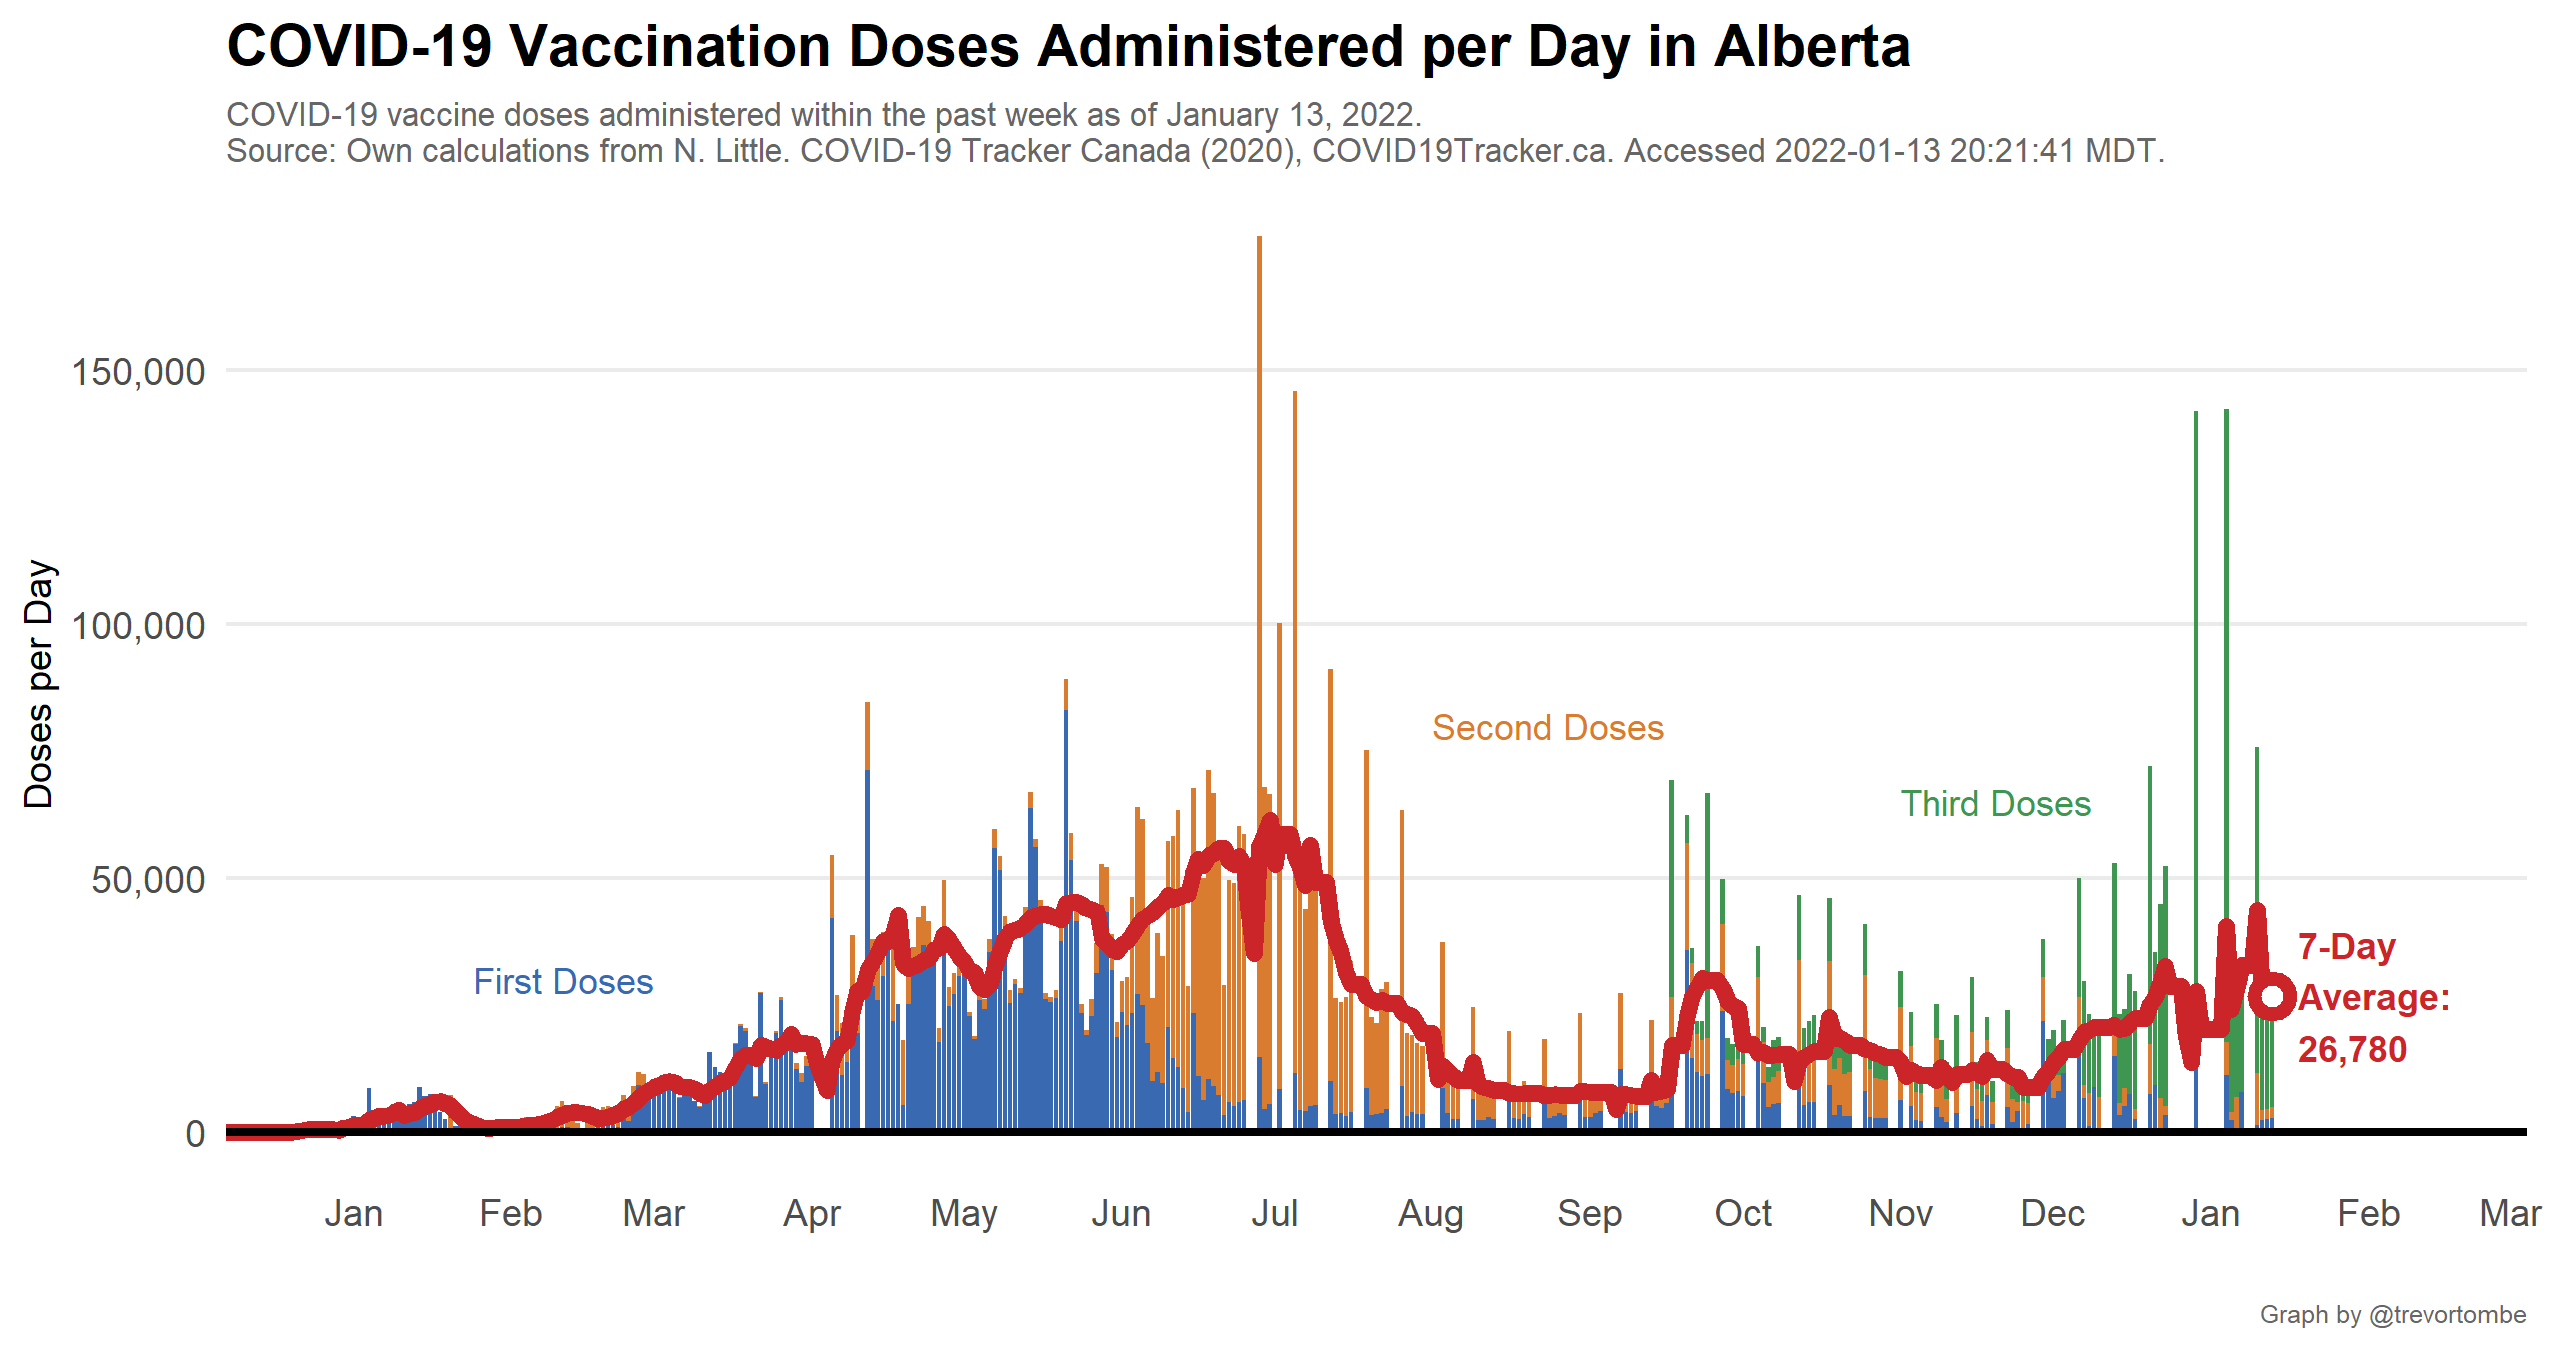 COVID-19 Vaccination Doses Administered per Day in Alberta
COVID-19 vaccine doses administered within the past week as of January 13, 2022.
Source: Own calculations from N. Little. COVID-19 Tracker Canada (2020), COVID19Tracker.ca. Accessed 2022-01-13 20:21:41 MDT.
Doses per Day
150,000
100,000
50,000
0
First Doses
Second Doses
Third Doses
7-Day
Average:
26,780
Jan Feb Mar Apr May Jun Jul Aug Sep Oct Nov Dec Jan Feb Mar
Graph by @trevortombe